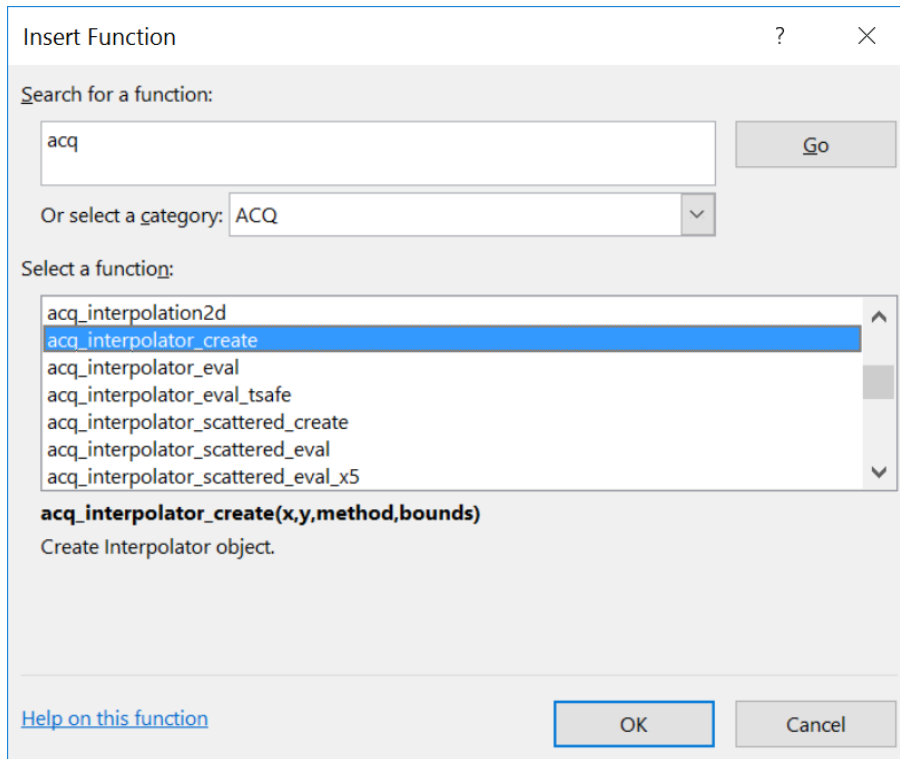 Insert Function ?
Search for a function:
acq
Go
Or select a category: ACQ
Select a function:
acq_interpolation2d
acq_interpolator_create
acq_interpolator_eval
acq_interpolator_eval_tsafe
acq_interpolator_scattered_create
acq_interpolator_scattered_eval
acq_interpolator_scattered_eval_x5
acq_interpolator_create(x,y,method,bounds)
Create Interpolator object.
Help on this function OK Cancel